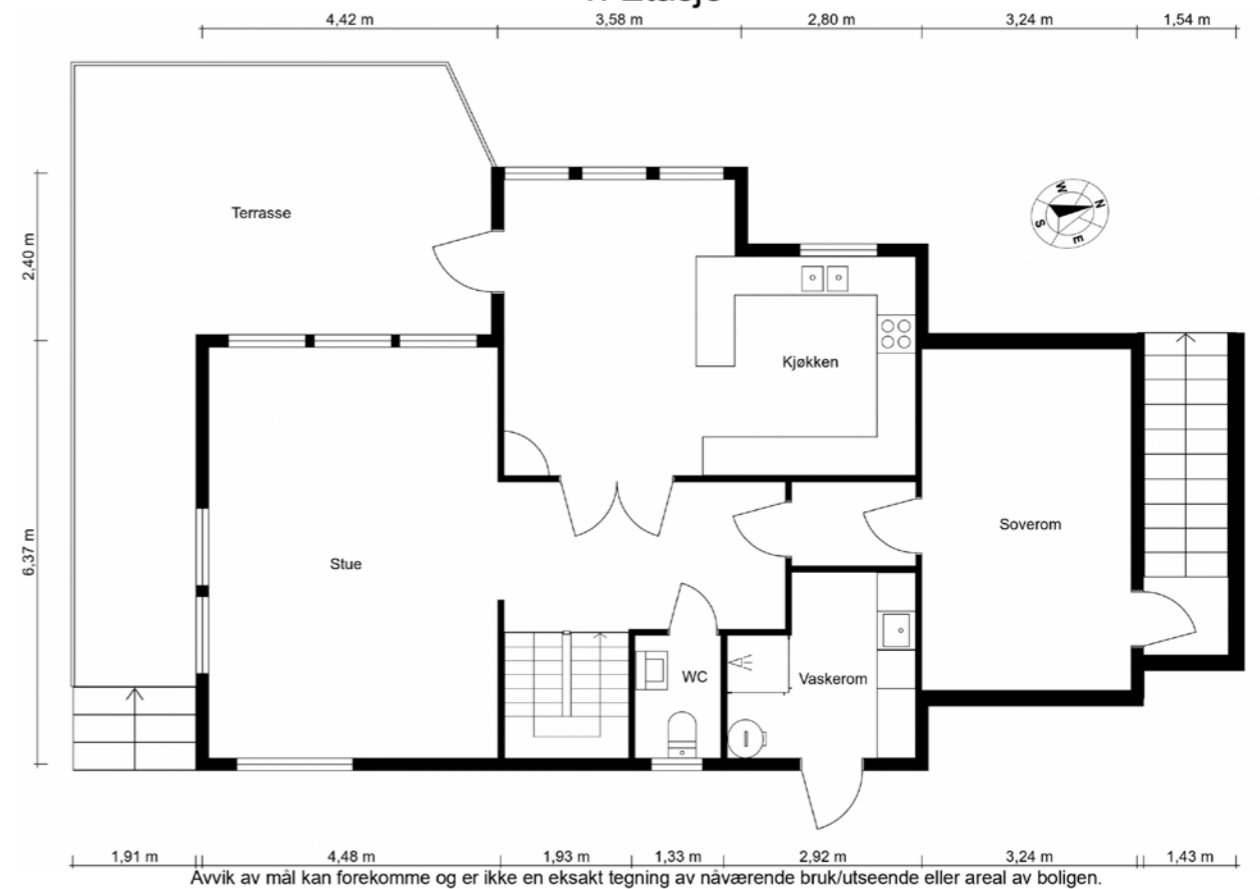 4,42 m 3,58 m 2,80 m 3,24 m 1,54 m
Terrasse
W N
S E
2,40 m
Kjøkken
Soverom
6,37 m
Stue
WC
Vaskerom
1,91 m 4,48 m 1,93 m 1,33 m 2,92 m 3,24 m 1,43 m
Avvik av mål kan forekomme og er ikke en eksakt tegning av nåværende bruk/utseende eller areal av boligen.